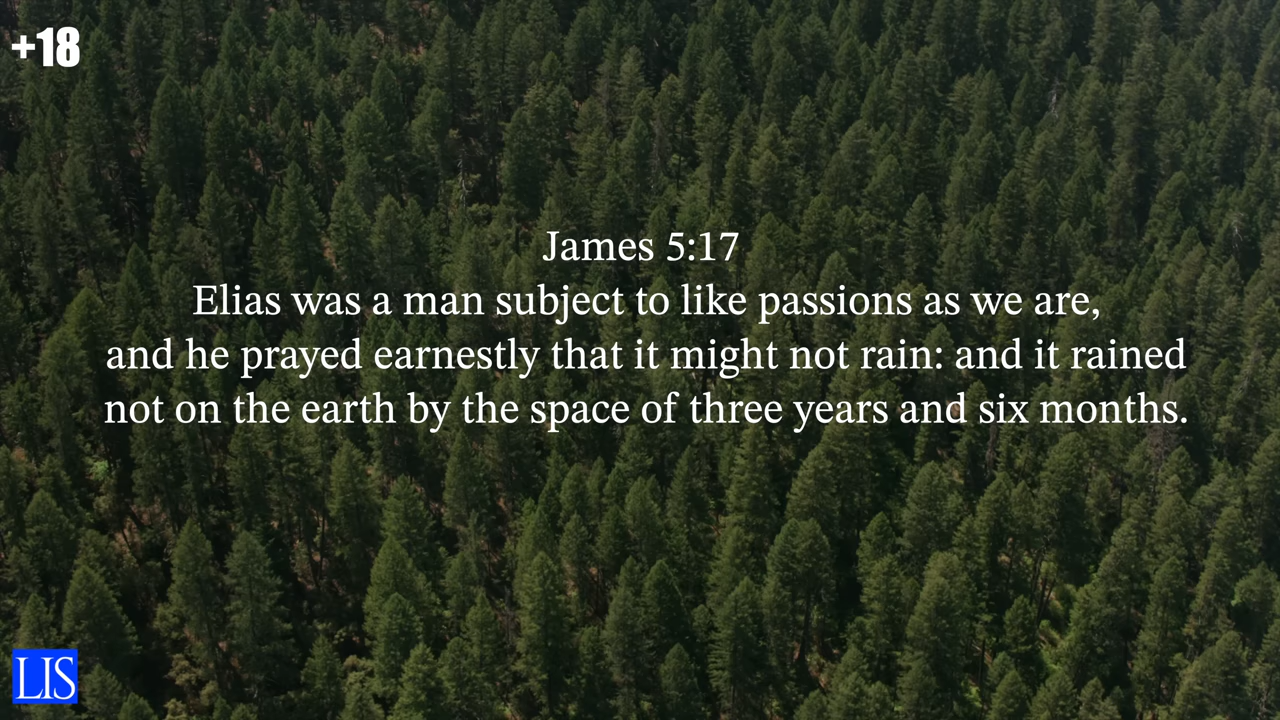 +18
James 5:17
Elias was a man subject to like passions as we are,
and he prayed earnestly that it might not rain: and it rained
not on the earth by the space of three years and six months.
LIS